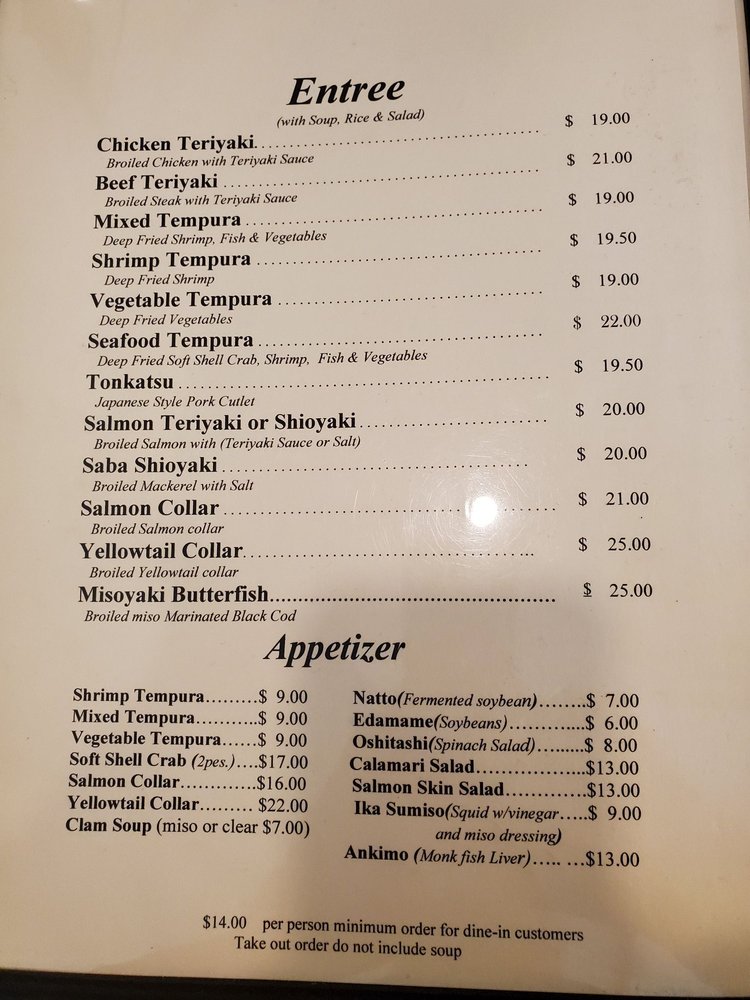 Entree
(with Soup, Rice & Salad)
Chicken Teriyaki. . . . . . . . . . . . . . . . . . . . . . . . . . . . . . . . . . . . . . $ 19.00
Broiled Chicken with Teriyaki Sauce
Beef Teriyaki . . . . . . . . . . . . . . . . . . . . . . . . . . . . . . . . . . . . . . . . . $ 21.00
Broiled Steak with Teriyaki Sauce
Mixed Tempura . . . . . . . . . . . . . . . . . . . . . . . . . . . . . . . . . . . . . . $ 19.00
Deep Fried Shrimp, Fish & Vegetables
Shrimp Tempura . . . . . . . . . . . . . . . . . . . . . . . . . . . . . . . . . . . . . $ 19.50
Deep Fried Shrimp
Vegetable Tempura . . . . . . . . . . . . . . . . . . . . . . . . . . . . . . . . . . $ 19.00
Deep Fried Vegetables
Seafood Tempura . . . . . . . . . . . . . . . . . . . . . . . . . . . . . . . . . . . . $ 22.00
Deep Fried Soft Shell Crab, Shrimp, Fish & Vegetables
Tonkatsu . . . . . . . . . . . . . . . . . . . . . . . . . . . . . . . . . . . . . . . . . . . . . $ 19.50
Japanese Style Pork Cutlet
Salmon Teriyaki or Shioyaki . . . . . . . . . . . . . . . . . . . . . . . $ 20.00
Broiled Salmon with (Teriyaki Sauce or Salt)
Saba Shioyaki . . . . . . . . . . . . . . . . . . . . . . . . . . . . . . . . . . . . . $ 20.00
Broiled Mackerel with Salt
Salmon Collar . . . . . . . . . . . . . . . . . . . . . . . . . . . . . . . . . . . . . . . . $ 21.00
Broiled Salmon collar
Yellowtail Collar. . . . . . . . . . . . . . . . . . . . . . . . . . . . . . . . . . ... $ 25.00
Broiled Yellowtail collar
Misoyaki Butterfish............................................................ $ 25.00
Broiled miso Marinated Black Cod
Appetizer
Shrimp Tempura.........$ 9.00
Mixed Tempura...........$ 9.00
Vegetable Tempura......$ 9.00
Soft Shell Crab (2pes.)....$17.00
Salmon Collar.............$16.00
Yellowtail Collar......... $22.00
Clam Soup (miso or clear $7.00)
Natto(Fermented soybean)........$ 7.00
Edamame(Soybeans).............$ 6.00
Oshitashi(Spinach Salad).........$ 8.00
Calamari Salad...................$13.00
Salmon Skin Salad..............$13.00
Ika Sumiso(Squid w/vinegar.....$ 9.00
and miso dressing)
Ankimo (Monk fish Liver)..... ...$13.00
$14.00 per person minimum order for dine-in customers
Take out order do not include soup